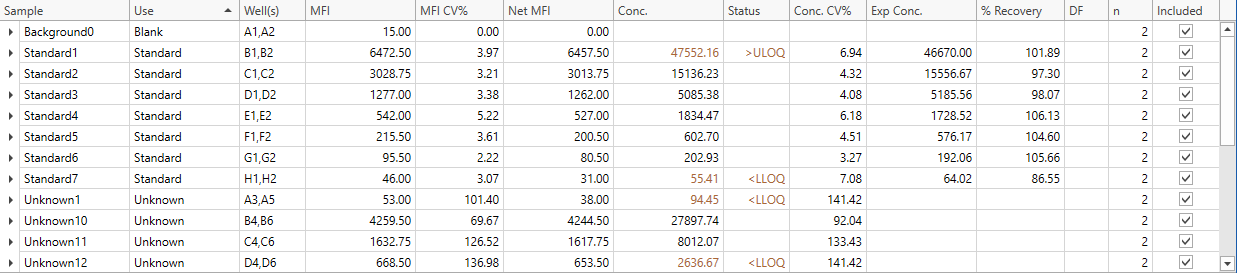 Sample Use Well(s) MFI MFI CV% Net MFI Conc. Status Conc. CV% Exp Conc. % Recovery DF n Included
Background0 Blank A1,A2 15.00 0.00 0.00 2
Standard1 Standard B1,B2 6472.50 3.97 6457.50 47552.16 >ULOQ 6.94 46670.00 101.89 2
Standard2 Standard C1,C2 3028.75 3.21 3013.75 15136.23 4.32 15556.67 97.30 2
Standard3 Standard D1,D2 1277.00 3.38 1262.00 5085.38 4.08 5185.56 98.07 2
Standard4 Standard E1,E2 542.00 5.22 527.00 1834.47 6.18 1728.52 106.13 2
Standard5 Standard F1,F2 215.50 3.61 200.50 602.70 4.51 576.17 104.60 2
Standard6 Standard G1,G2 95.50 2.22 80.50 202.93 3.27 192.06 105.66 2
Standard7 Standard H1,H2 46.00 3.07 31.00 55.41 <LLOQ 7.08 64.02 86.55 2
Unknown1 Unknown A3,A5 53.00 101.40 38.00 94.45 <LLOQ 141.42 2
Unknown10 Unknown B4,B6 4259.50 69.67 4244.50 27897.74 92.04 2
Unknown11 Unknown C4,C6 1632.75 126.52 1617.75 8012.07 133.43 2
Unknown12 Unknown D4,D6 668.50 136.98 653.50 2636.67 <LLOQ 141.42 2